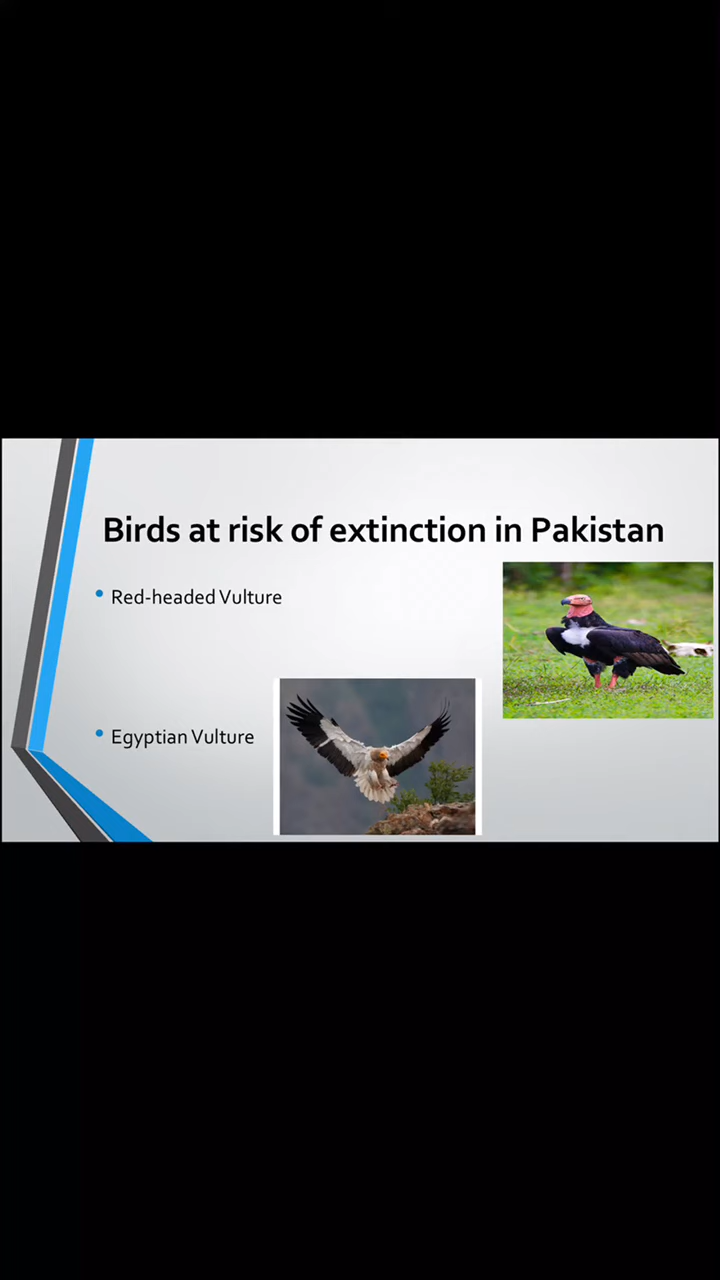 Birds at risk of extinction in Pakistan
• Red-headed Vulture
• Egyptian Vulture